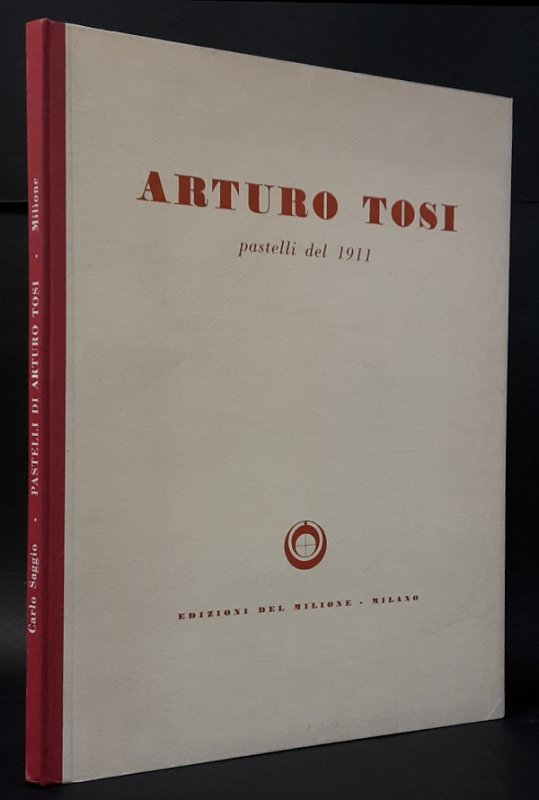 ARTURO TOSI
pastelli del 1911
EDIZIONI DEL MILIONE · MILANO
Carlo Saggio · PASTELLI DI ARTURO TOSI · Milione